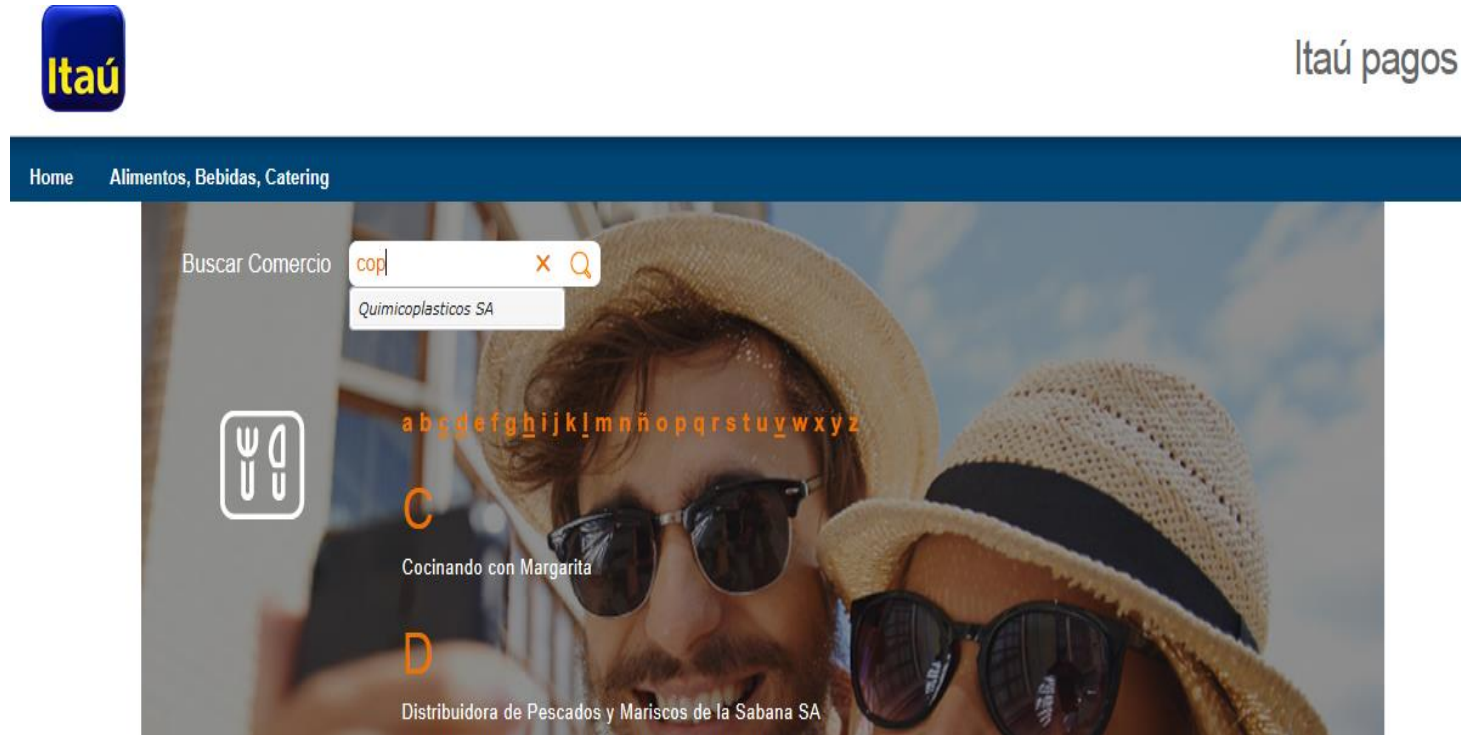 Itaú
Itaú pagos
Home Alimentos, Bebidas, Catering
Buscar Comercio cop X
Quimicoplasticos SA
a b c d e f g h i j k l m n ñ o p q r s t u v w x y z
C
Cocinando con Margarita
D
Distribuidora de Pescados y Mariscos de la Sabana SA